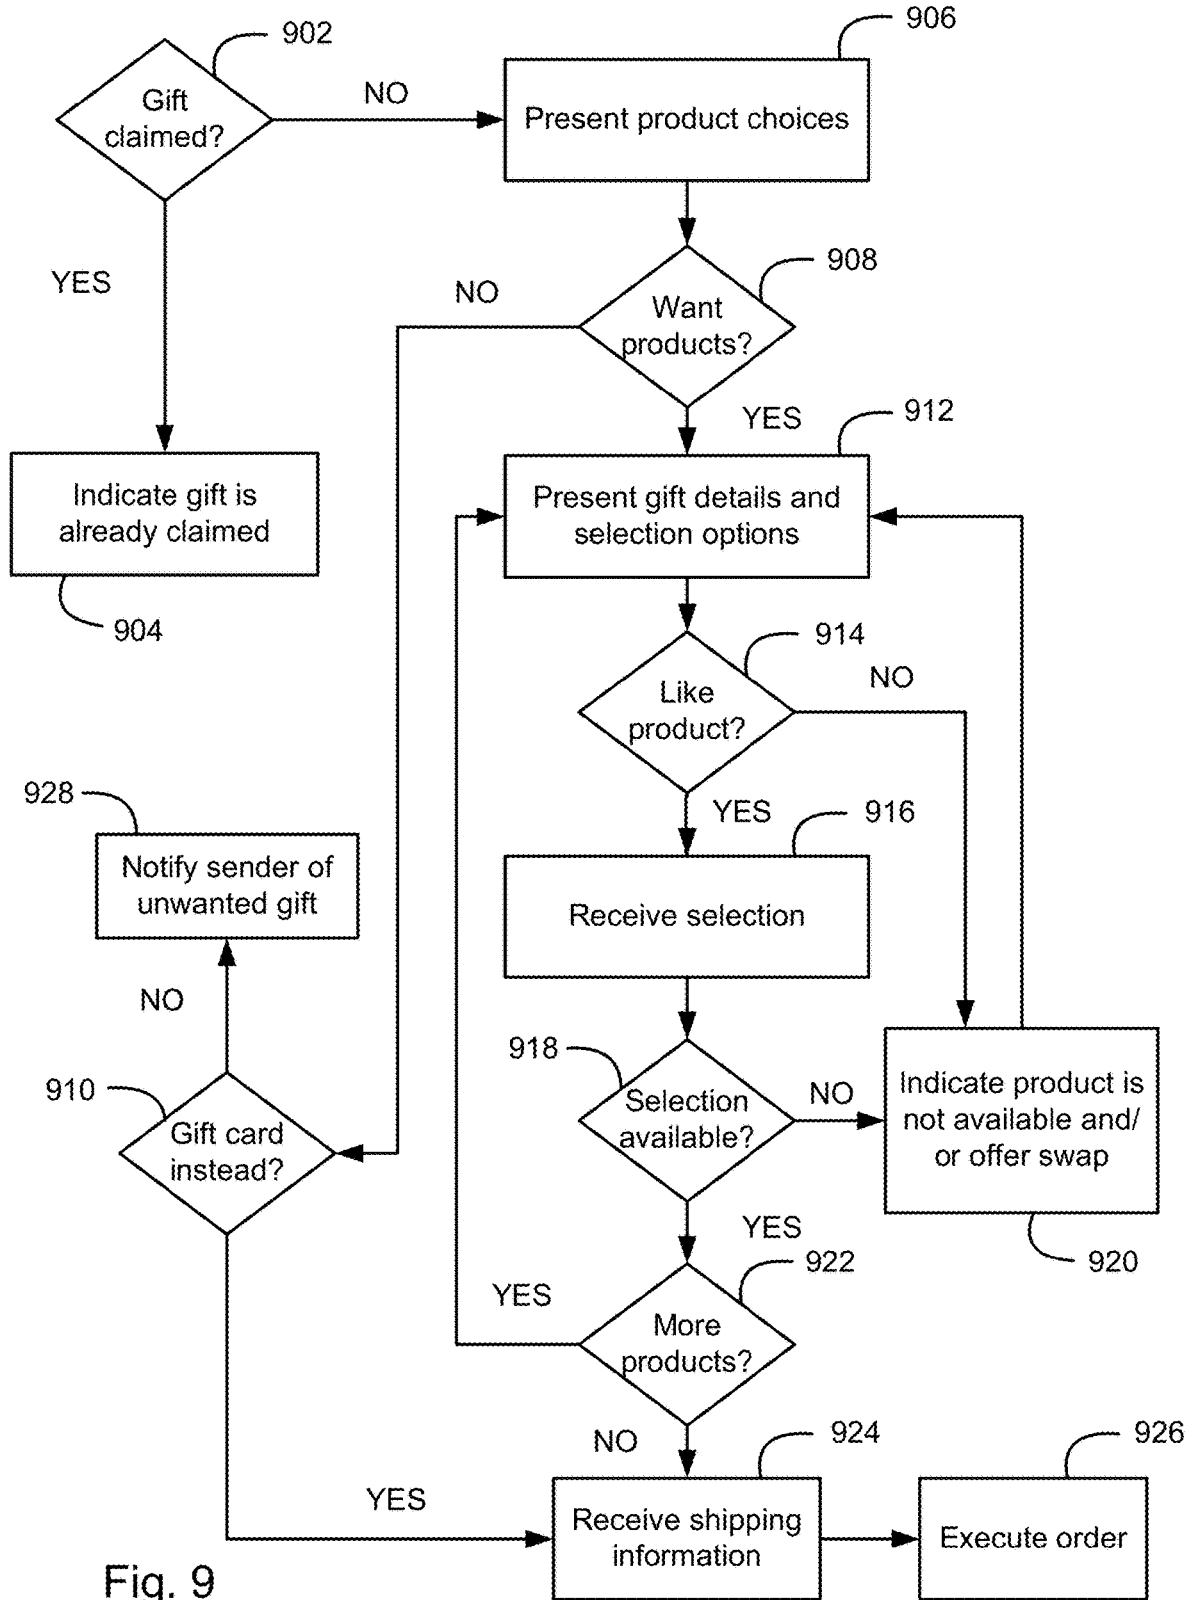 902
Gift
claimed?
NO
906
Present product choices
YES
908
Want
products?
NO
YES
912
Indicate gift is
already claimed
904
Present gift details and
selection options
914
Like
product?
NO
928
Notify sender of
unwanted gift
YES
916
Receive selection
NO
910
Gift card
instead?
918
Selection
available?
NO
Indicate product is
not available and/
or offer swap
920
YES
922
More
products?
YES
NO
924
Receive shipping
information
YES
926
Execute order
Fig. 9